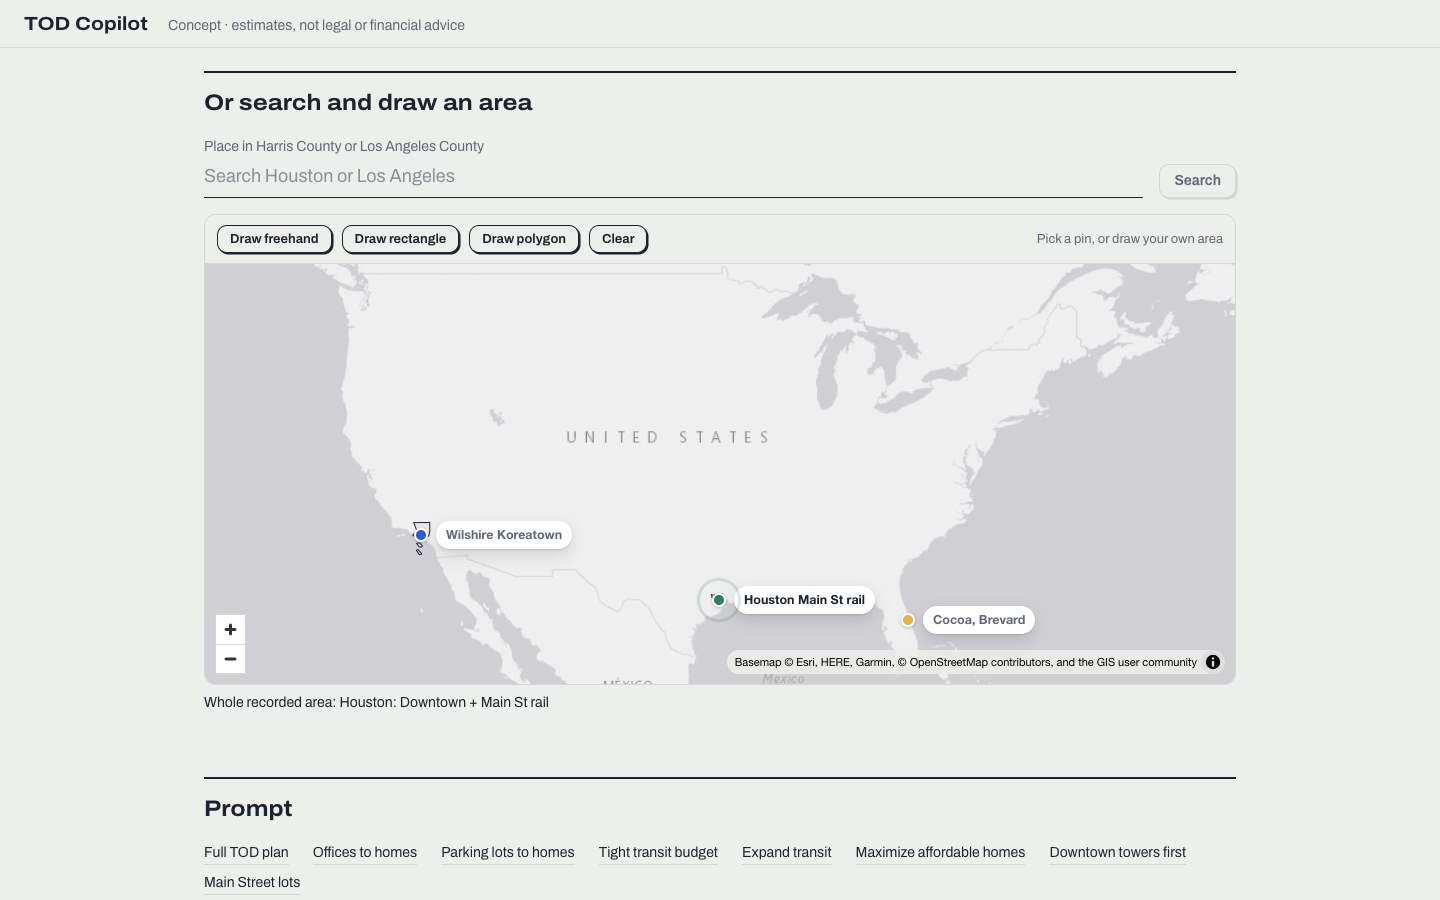 TOD Copilot
Concept · estimates, not legal or financial advice
Or search and draw an area
Place in Harris County or Los Angeles County
Search Houston or Los Angeles
Search
Draw freehand
Draw rectangle
Draw polygon
Clear
Pick a pin, or draw your own area
UNITED STATES
Wilshire Koreatown
Houston Main St rail
Cocoa, Brevard
+
−
Basemap © Esri, HERE, Garmin, © OpenStreetMap contributors, and the GIS user community
MÉXICO
Mexico
Whole recorded area: Houston: Downtown + Main St rail
Prompt
Full TOD plan
Offices to homes
Parking lots to homes
Tight transit budget
Expand transit
Maximize affordable homes
Downtown towers first
Main Street lots